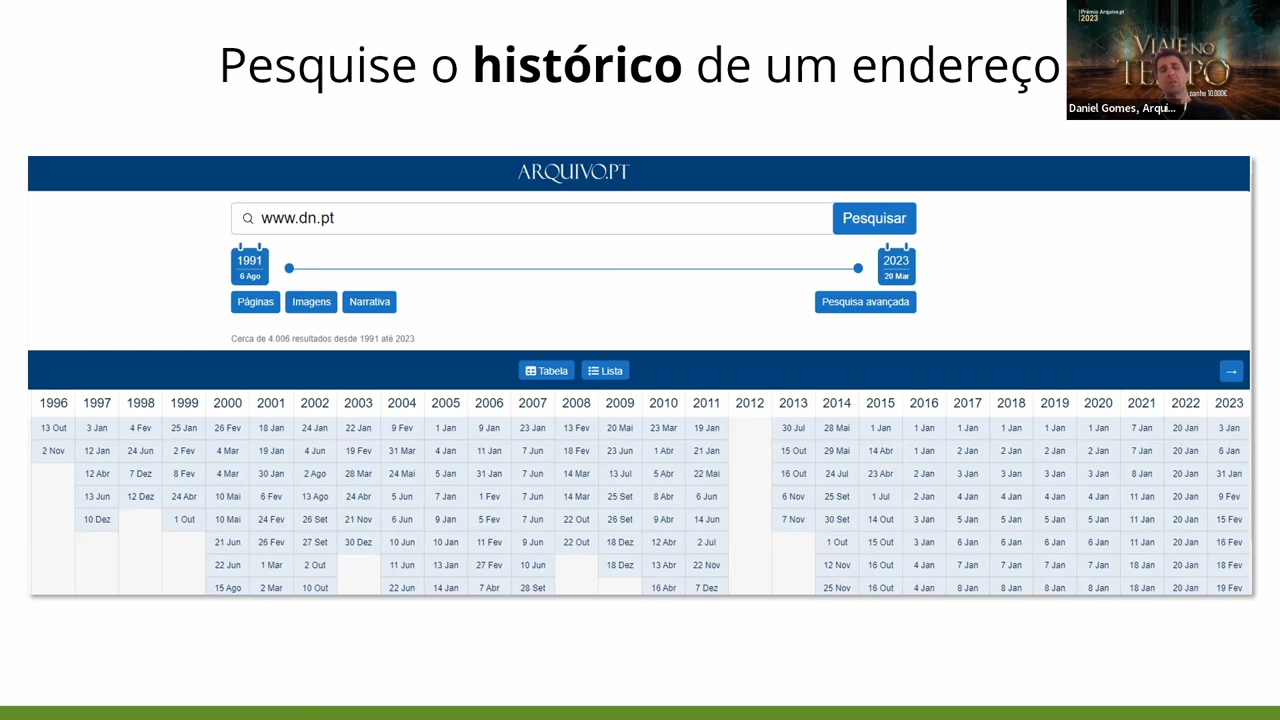 Pesquise o histórico de um endereço
Prémio Arquivo.pt
2023
VIAJE NO
ganhe 10.000€
Daniel Gomes, Arqui...
ARQUIVO.PT
www.dn.pt
Pesquisar
1991
6 Ago
2023
20 Mar
Páginas Imagens Narrativa
Pesquisa avançada
Cerca de 4.006 resultados desde 1991 até 2023
Tabela Lista →
1996 1997 1998 1999 2000 2001 2002 2003 2004 2005 2006 2007 2008 2009 2010 2011 2012 2013 2014 2015 2016 2017 2018 2019 2020 2021 2022 2023
13 Out 3 Jan 4 Fev 25 Jan 26 Fev 18 Jan 24 Jan 22 Jan 9 Fev 1 Jan 9 Jan 23 Jan 13 Fev 20 Mai 23 Mar 19 Jan 30 Jul 28 Mai 1 Jan 1 Jan 1 Jan 1 Jan 1 Jan 1 Jan 7 Jan 20 Jan 3 Jan
2 Nov 12 Jan 24 Jun 2 Fev 4 Mar 19 Jan 4 Jun 19 Fev 31 Mar 4 Jan 11 Jan 7 Jun 18 Fev 23 Jun 1 Abr 21 Jan 15 Out 29 Mai 14 Abr 1 Jan 2 Jan 2 Jan 2 Jan 2 Jan 7 Jan 20 Jan 6 Jan
12 Abr 7 Dez 8 Fev 4 Mar 30 Jan 2 Ago 28 Mar 24 Mai 5 Jan 31 Jan 7 Jun 14 Mar 13 Jul 5 Abr 22 Mai 16 Out 24 Jul 23 Abr 2 Jan 3 Jan 3 Jan 3 Jan 3 Jan 8 Jan 20 Jan 31 Jan
13 Jun 12 Dez 24 Abr 10 Mai 6 Fev 13 Ago 24 Abr 5 Jun 7 Jan 1 Fev 7 Jun 14 Mar 25 Set 8 Abr 6 Jun 6 Nov 25 Set 1 Jul 2 Jan 4 Jan 4 Jan 4 Jan 4 Jan 11 Jan 20 Jan 9 Fev
10 Dez 1 Out 10 Mai 24 Fev 26 Set 21 Nov 6 Jun 9 Jan 5 Fev 7 Jun 22 Out 26 Set 9 Abr 14 Jun 7 Nov 30 Set 14 Out 3 Jan 5 Jan 5 Jan 5 Jan 5 Jan 11 Jan 20 Jan 15 Fev
21 Jun 26 Fev 27 Set 30 Dez 10 Jun 10 Jan 11 Fev 9 Jun 22 Out 18 Dez 12 Abr 2 Jul 1 Out 15 Out 3 Jan 6 Jan 6 Jan 6 Jan 6 Jan 11 Jan 20 Jan 16 Fev
22 Jun 1 Mar 2 Out 11 Jun 13 Jan 27 Fev 10 Jun 18 Dez 13 Abr 22 Nov 12 Nov 16 Out 4 Jan 7 Jan 7 Jan 7 Jan 7 Jan 18 Jan 20 Jan 18 Fev
15 Ago 2 Mar 10 Out 22 Jun 14 Jan 7 Abr 28 Set 16 Abr 7 Dez 25 Nov 16 Out 4 Jan 8 Jan 8 Jan 8 Jan 8 Jan 18 Jan 20 Jan 19 Fev